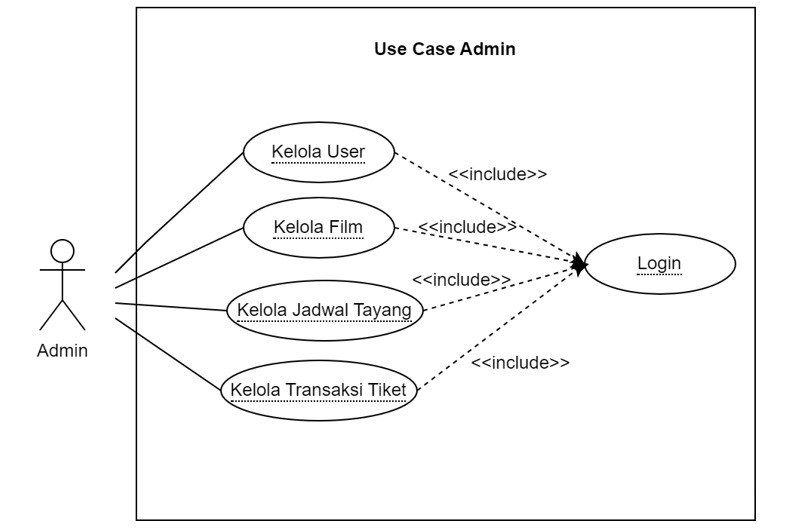 Use Case Admin
Kelola User
<<include>>
Kelola Film
<<include>>
Login
<<include>>
Kelola Jadwal Tayang
Admin
<<include>>
Kelola Transaksi Tiket